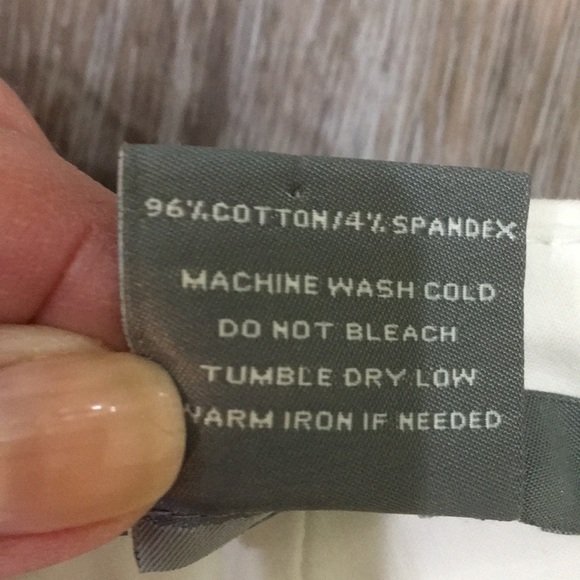 96% COTTON/4% SPANDEX
MACHINE WASH COLD
DO NOT BLEACH
TUMBLE DRY LOW
WARM IRON IF NEEDED